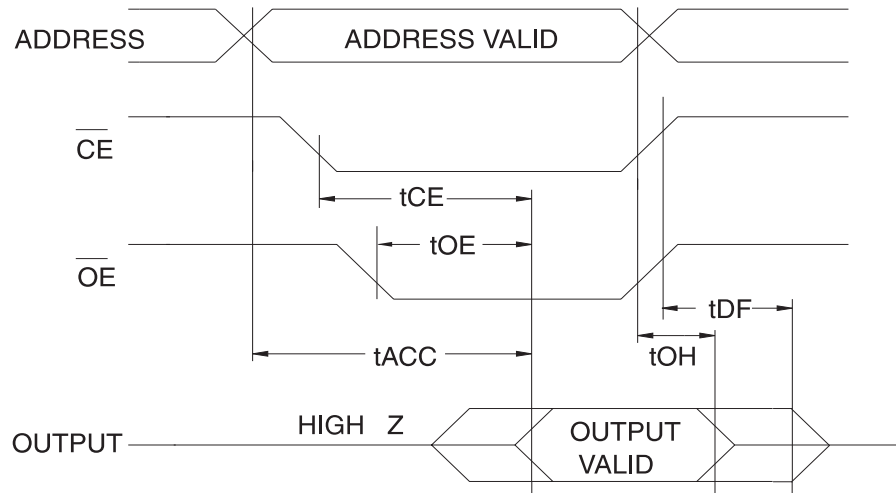 ADDRESS
ADDRESS VALID
CE
tCE
tOE
OE
tDF
tACC
tOH
HIGH Z
OUTPUT
OUTPUT
VALID